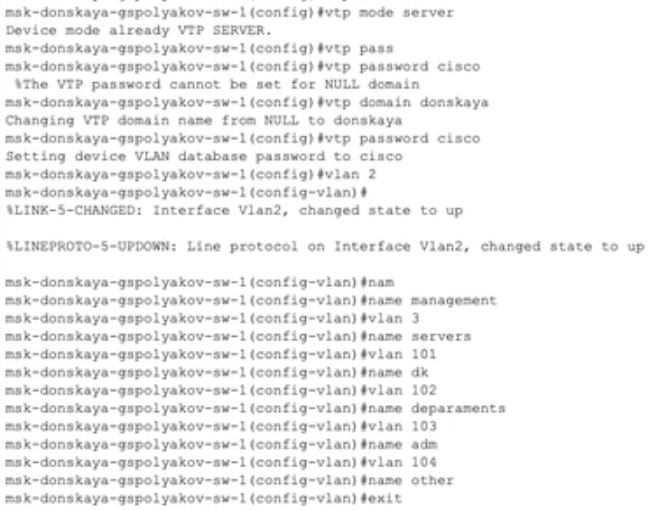 msk-donskaya-gspolyakov-sw-1(config)#vtp mode server
Device mode already VTP SERVER.
msk-donskaya-gspolyakov-sw-1(config)#vtp pass
msk-donskaya-gspolyakov-sw-1(config)#vtp password cisco
%The VTP password cannot be set for NULL domain
msk-donskaya-gspolyakov-sw-1(config)#vtp domain donskaya
Changing VTP domain name from NULL to donskaya
msk-donskaya-gspolyakov-sw-1(config)#vtp password cisco
Setting device VLAN database password to cisco
msk-donskaya-gspolyakov-sw-1(config)#vlan 2
msk-donskaya-gspolyakov-sw-1(config-vlan)#
%LINK-5-CHANGED: Interface Vlan2, changed state to up
%LINEPROTO-5-UPDOWN: Line protocol on Interface Vlan2, changed state to up
msk-donskaya-gspolyakov-sw-1(config-vlan)#nam
msk-donskaya-gspolyakov-sw-1(config-vlan)#name management
msk-donskaya-gspolyakov-sw-1(config-vlan)#vlan 3
msk-donskaya-gspolyakov-sw-1(config-vlan)#name servers
msk-donskaya-gspolyakov-sw-1(config-vlan)#vlan 101
msk-donskaya-gspolyakov-sw-1(config-vlan)#name dk
msk-donskaya-gspolyakov-sw-1(config-vlan)#vlan 102
msk-donskaya-gspolyakov-sw-1(config-vlan)#name deparaments
msk-donskaya-gspolyakov-sw-1(config-vlan)#vlan 103
msk-donskaya-gspolyakov-sw-1(config-vlan)#name adm
msk-donskaya-gspolyakov-sw-1(config-vlan)#vlan 104
msk-donskaya-gspolyakov-sw-1(config-vlan)#name other
msk-donskaya-gspolyakov-sw-1(config-vlan)#exit